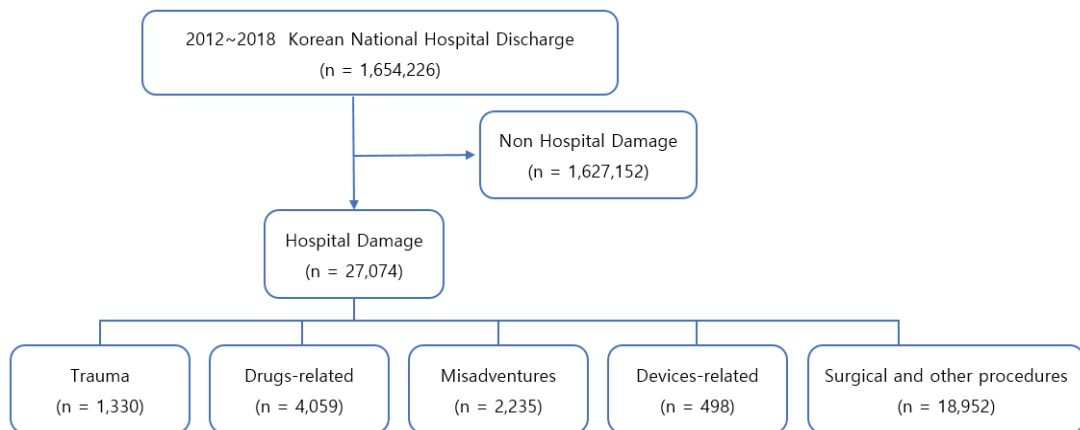 2012~2018 Korean National Hospital Discharge
(n = 1,654,226)
Non Hospital Damage
(n = 1,627,152)
Hospital Damage
(n = 27,074)
Trauma
(n = 1,330)
Drugs-related
(n = 4,059)
Misadventures
(n = 2,235)
Devices-related
(n = 498)
Surgical and other procedures
(n = 18,952)